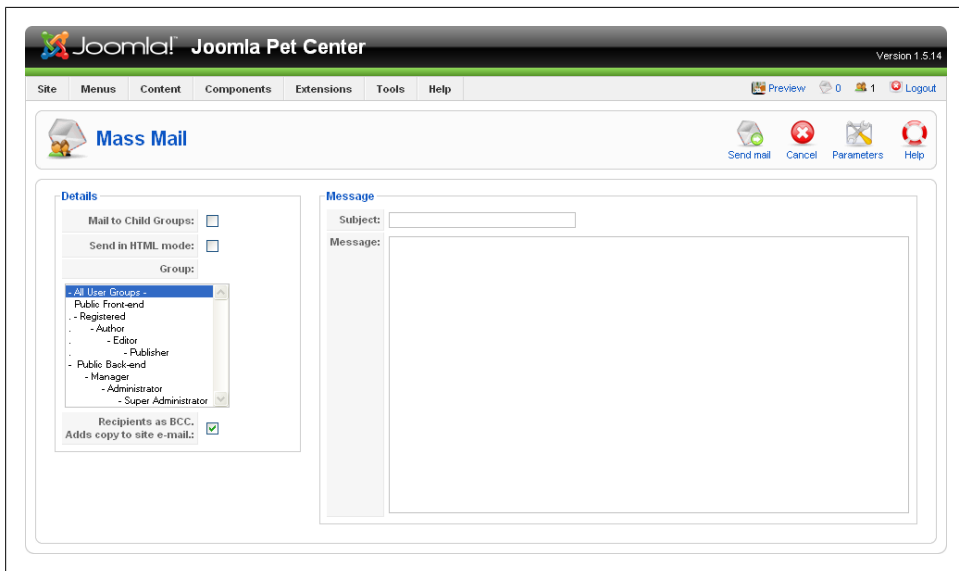 Joomla! Joomla Pet Center
Version 1.5.14
Site Menus Content Components Extensions Tools Help Preview 0 1 Logout
Mass Mail
Send mail Cancel Parameters Help
Details
Mail to Child Groups:
Send in HTML mode:
Group:
- All User Groups -
Public Front-end
. - Registered
. - Author
. - Editor
. - Publisher
- Public Back-end
- Manager
- Administrator
- Super Administrator
Recipients as BCC.
Adds copy to site e-mail.:
Message
Subject:
Message: